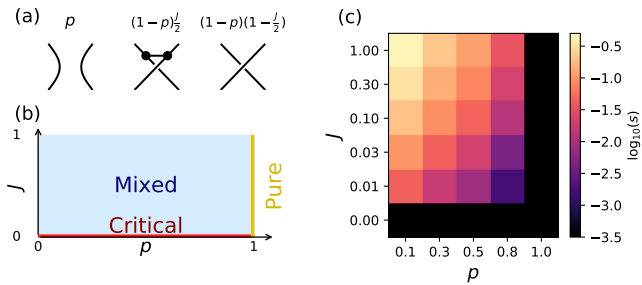 (a)
p
(1−p)J/2
(1−p)(1−J/2)
(b)
1
J
0
Mixed
Critical
Pure
0
p
1
(c)
J
1.00
0.30
0.10
0.03
0.01
0.00
0.1 0.3 0.5 0.8 1.0
p
−0.5
−1.0
−1.5
−2.0
−2.5
−3.0
−3.5
log₁₀(s)